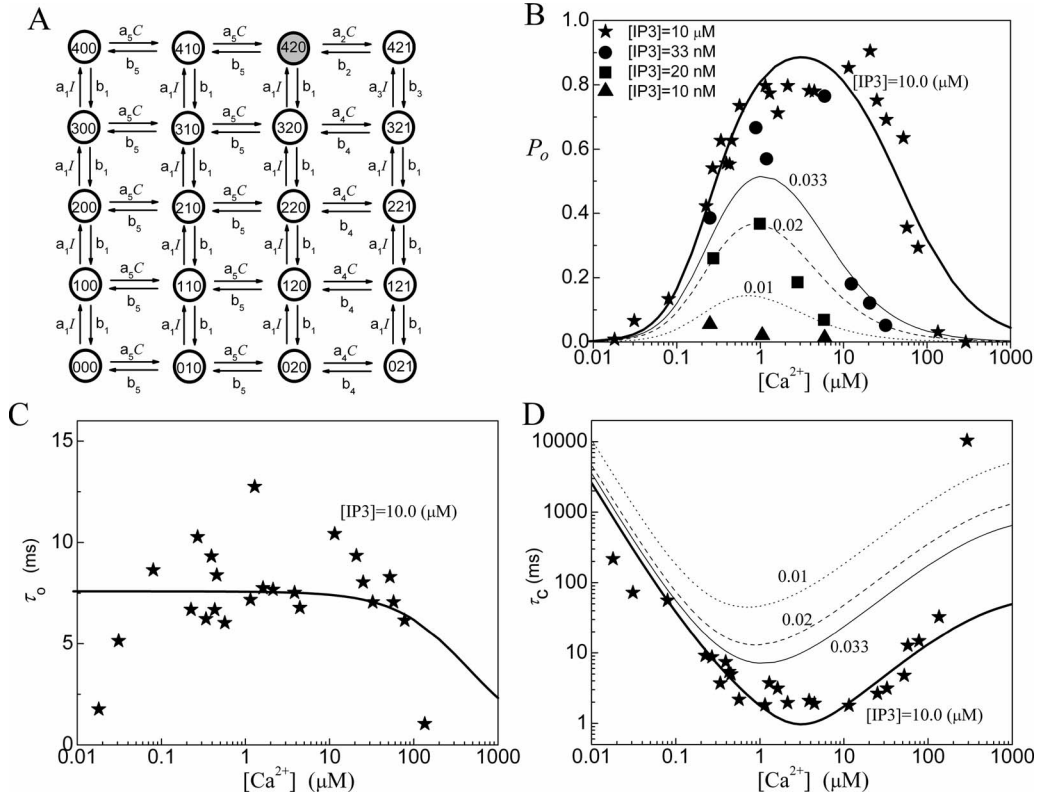 A
400 a5C b5 410 a5C b5 420 a2C b2 421
a1I b1 a1I b1 a1I b1 a3I b3
300 a5C b5 310 a5C b5 320 a4C b4 321
a1I b1 a1I b1 a1I b1 a1I b1
200 a5C b5 210 a5C b5 220 a4C b4 221
a1I b1 a1I b1 a1I b1 a1I b1
100 a5C b5 110 a5C b5 120 a4C b4 121
a1I b1 a1I b1 a1I b1 a1I b1
000 a5C b5 010 a5C b5 020 a4C b4 021
B
[IP3]=10 μM
[IP3]=33 nM
[IP3]=20 nM
[IP3]=10 nM
[IP3]=10.0 (μM)
0.033
0.02
0.01
1.0
0.8
0.6
0.4
0.2
0.0
Po
0.01 0.1 1 10 100 1000
[Ca2+] (μM)
C
15
10
5
0
τo (ms)
[IP3]=10.0 (μM)
0.01 0.1 1 10 100 1000
[Ca2+] (μM)
D
10000
1000
100
10
1
τc (ms)
0.01
0.02
0.033
[IP3]=10.0 (μM)
0.01 0.1 1 10 100 1000
[Ca2+] (μM)